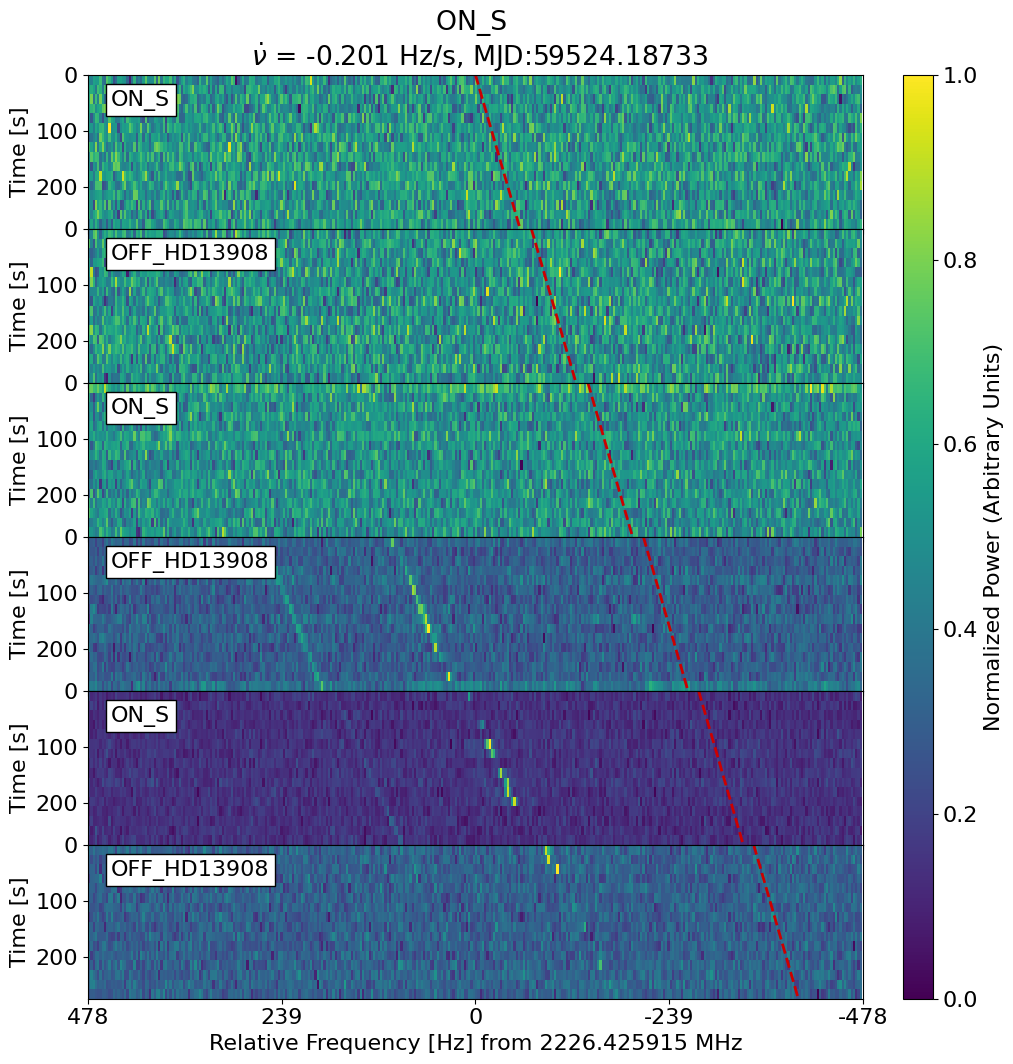 ON_S
ν̇ = -0.201 Hz/s, MJD:59524.18733
0
ON_S
100
200
Time [s]
0
OFF_HD13908
100
200
Time [s]
0
ON_S
100
200
Time [s]
0
OFF_HD13908
100
200
Time [s]
0
ON_S
100
200
Time [s]
0
OFF_HD13908
100
200
Time [s]
478 239 0 -239 -478
Relative Frequency [Hz] from 2226.425915 MHz
1.0
0.8
0.6
0.4
0.2
0.0
Normalized Power (Arbitrary Units)